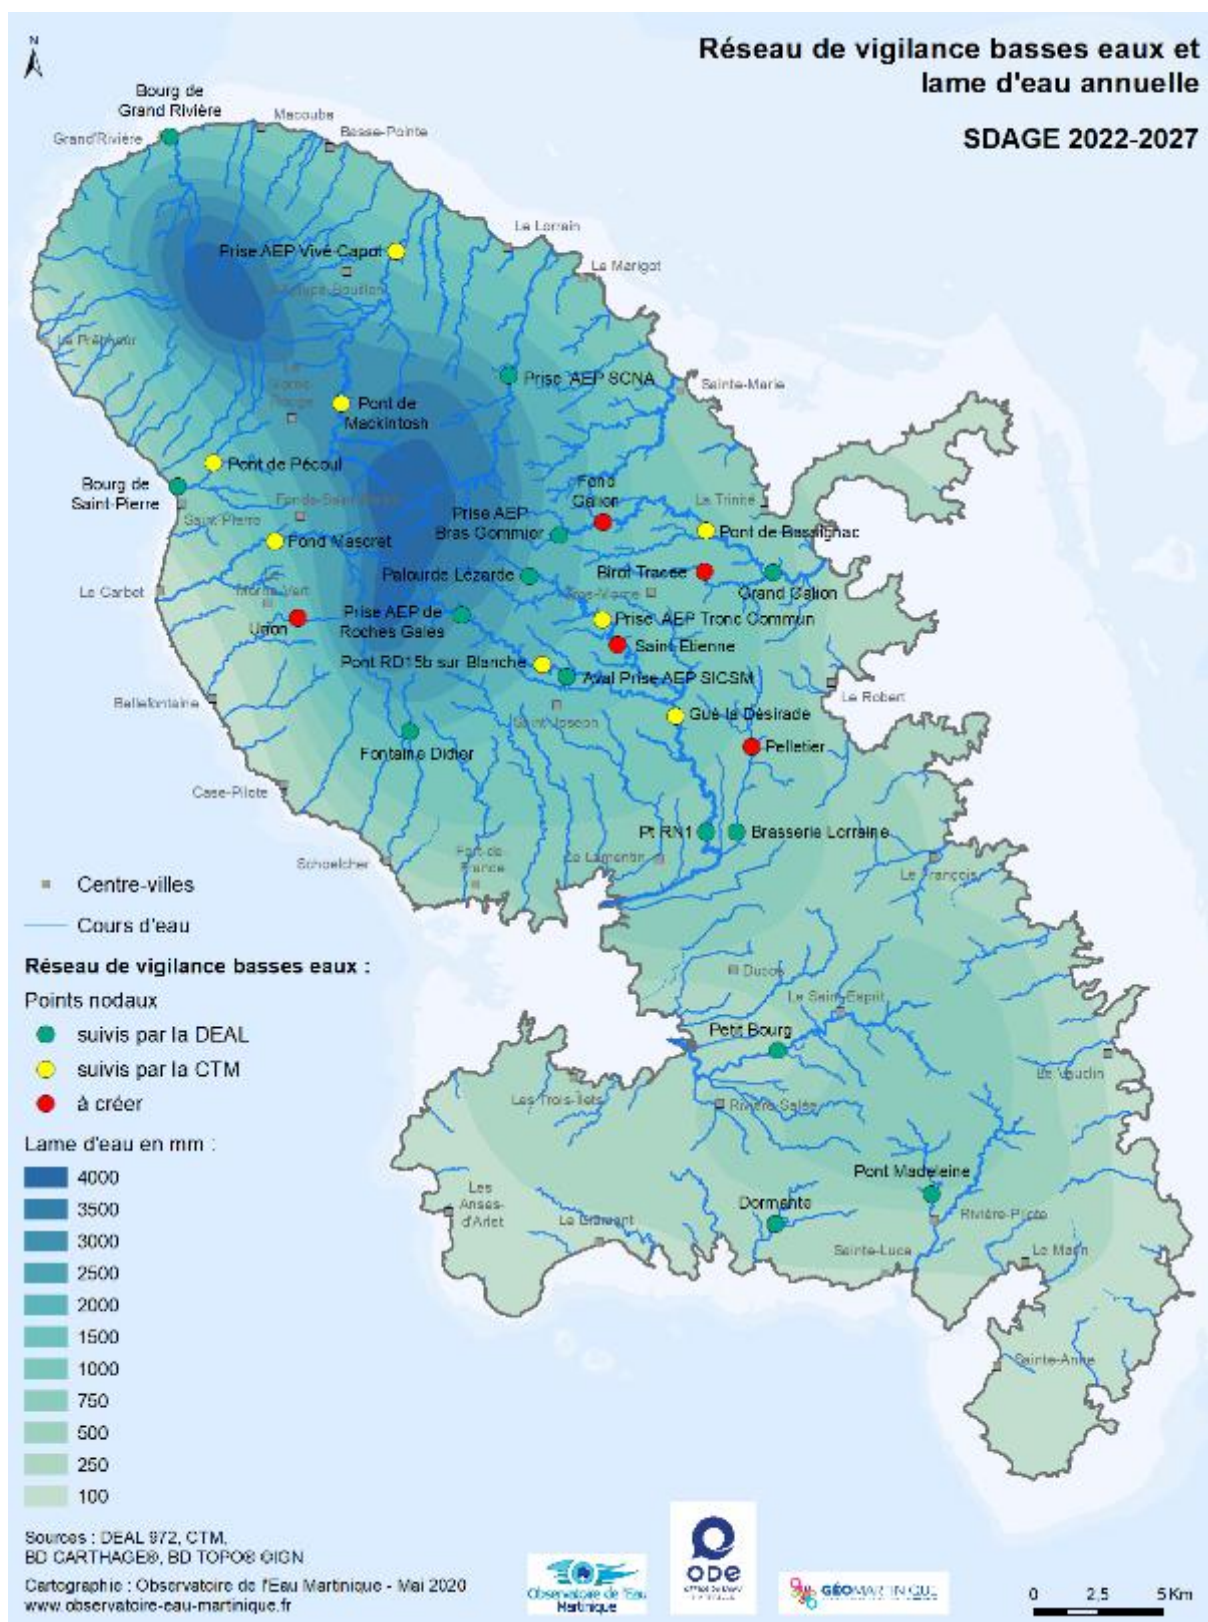 Réseau de vigilance basses eaux et
lame d'eau annuelle
SDAGE 2022-2027
N
Bourg de
Grand Rivière
Macouba
Grand'Rivière
Basse-Pointe
Le Lorrain
Prise AEP Vivé-Capot
Le Marigot
Le Prêcheur
Prise AEP SCNA
Sainte-Marie
Pont de
Mackintosh
Pont de Pécoul
Bourg de
Saint-Pierre
Saint-Pierre
Fond
Galion
La Trinité
Prise AEP
Bras Gommier
Pont de Bassignac
Fond Mascret
Palourde Lézarde
Birot Tracée
Grand Galion
Gros-Morne
Le Carbet
Morne-Vert
Union
Prise AEP de
Roches Gales
Prise AEP Tronc Commun
Saint Etienne
Pont RD15b sur Blanche
Aval Prise AEP SICSM
Le Robert
Bellefontaine
Saint-Joseph
Gué la Désirade
Fontaine Didier
Pelletier
Case-Pilote
Pt RN1
Brasserie Lorraine
Schoelcher
Fort-de-
France
Le Lamentin
Le François
Ducos
Le Saint-Esprit
Petit Bourg
Le Vauclin
Les Trois-Ilets
Rivière-Salée
Pont Madeleine
Les
Anses-
d'Arlet
Le Diamant
Dormante
Rivière-Pilote
Sainte-Luce
Le Marin
Sainte-Anne
Centre-villes
Cours d'eau
Réseau de vigilance basses eaux :
Points nodaux
suivis par la DEAL
suivis par la CTM
à créer
Lame d'eau en mm :
4000
3500
3000
2500
2000
1500
1000
750
500
250
100
Sources : DEAL 972, CTM,
BD CARTHAGE®, BD TOPO® ©IGN
Cartographie : Observatoire de l'Eau Martinique - Mai 2020
www.observatoire-eau-martinique.fr
Observatoire de l'Eau
Martinique
ODE
GÉOMARTINIQUE
0 2,5 5 Km